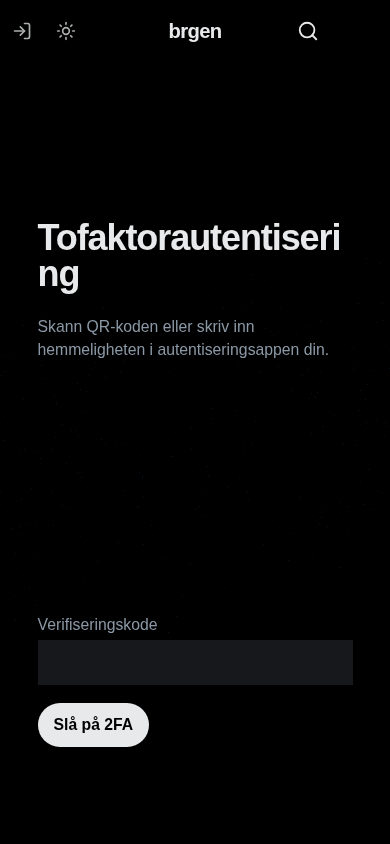 brgen
Tofaktorautentiseri
ng
Skann QR-koden eller skriv inn
hemmeligheten i autentiseringsappen din.
Verifiseringskode
Slå på 2FA